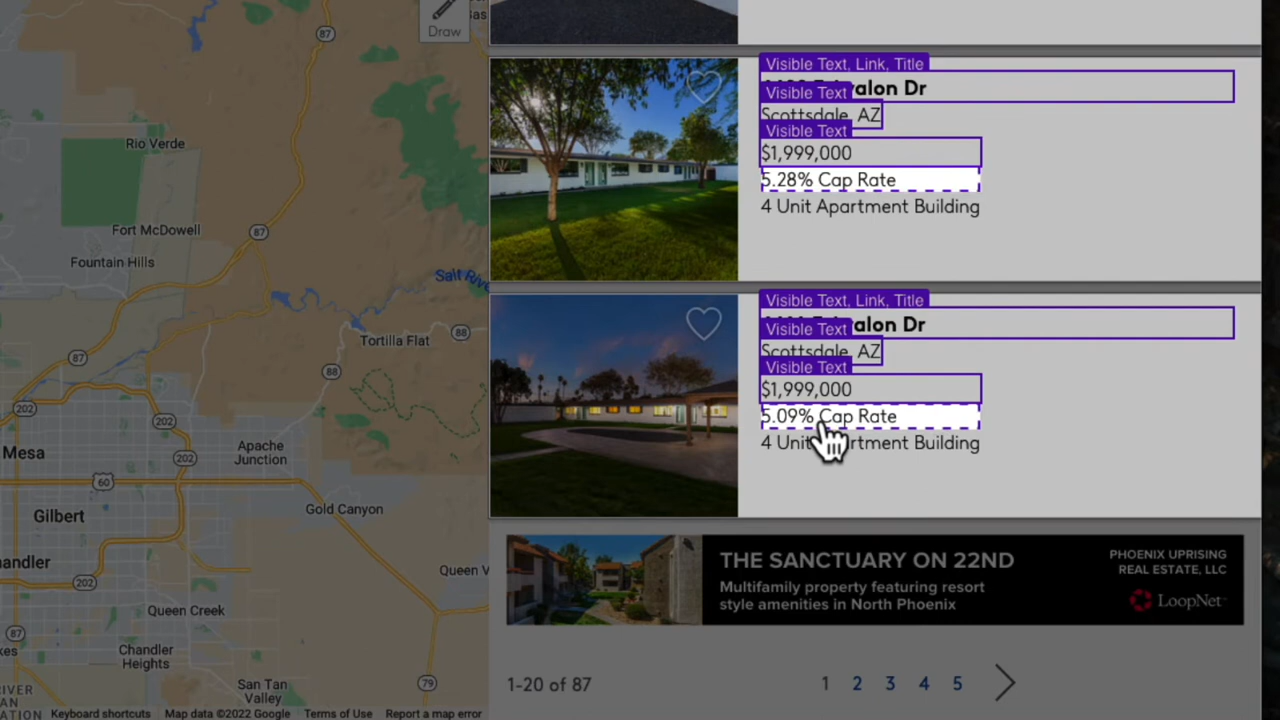 Draw
Gas
87
Rio Verde
Fort McDowell
87
Fountain Hills
Salt Rive
Tortilla Flat
88
87
88
202
202
Mesa
202
Apache
Junction
60
Gilbert
Gold Canyon
handler
202
Queen V
Queen Creek
87
Chandler
Heights
kes
79
San Tan
Valley
RIVER
AN
ATION
Keyboard shortcuts
Map data ©2022 Google
Terms of Use
Report a map error
Visible Text, Link, Title
Visible Text
alon Dr
Scottsdale, AZ
Visible Text
$1,999,000
5.28% Cap Rate
4 Unit Apartment Building
Visible Text, Link, Title
Visible Text
alon Dr
Scottsdale, AZ
Visible Text
$1,999,000
5.09% Cap Rate
4 Unit Apartment Building
THE SANCTUARY ON 22ND
Multifamily property featuring resort
style amenities in North Phoenix
PHOENIX UPRISING
REAL ESTATE, LLC
LoopNet
1-20 of 87
1 2 3 4 5